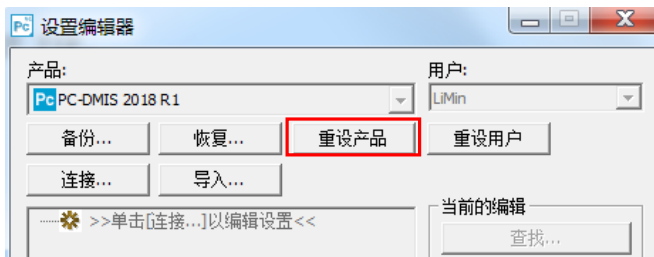 Pc 设置编辑器
产品:
用户:
Pc PC-DMIS 2018 R1
LiMin
备份...
恢复...
重设产品
重设用户
连接...
导入...
当前的编辑
>>单击[连接...]以编辑设置<<
查找...